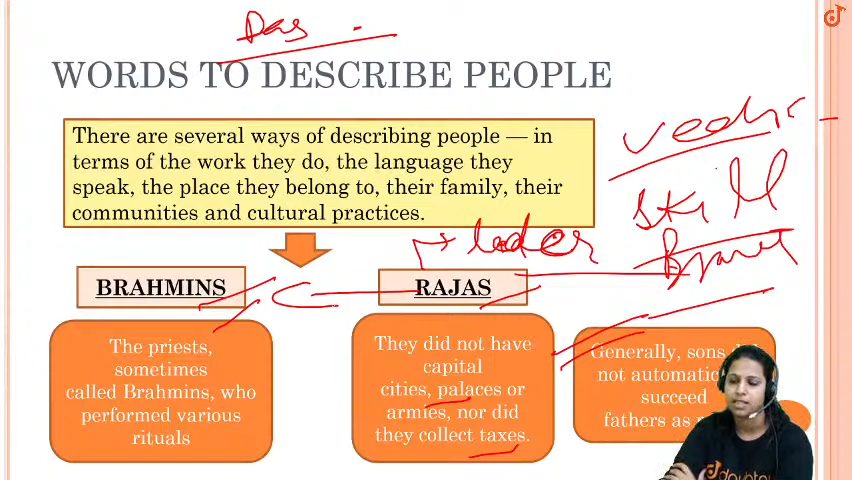 Das
WORDS TO DESCRIBE PEOPLE
There are several ways of describing people — in
terms of the work they do, the language they
speak, the place they belong to, their family, their
communities and cultural practices.
skill
leader
BRAHMINS
RAJAS
The priests,
sometimes
called Brahmins, who
performed various
rituals
They did not have
capital
cities, palaces or
armies, nor did
they collect taxes.
Generally, sons
not
succeed
fathers as